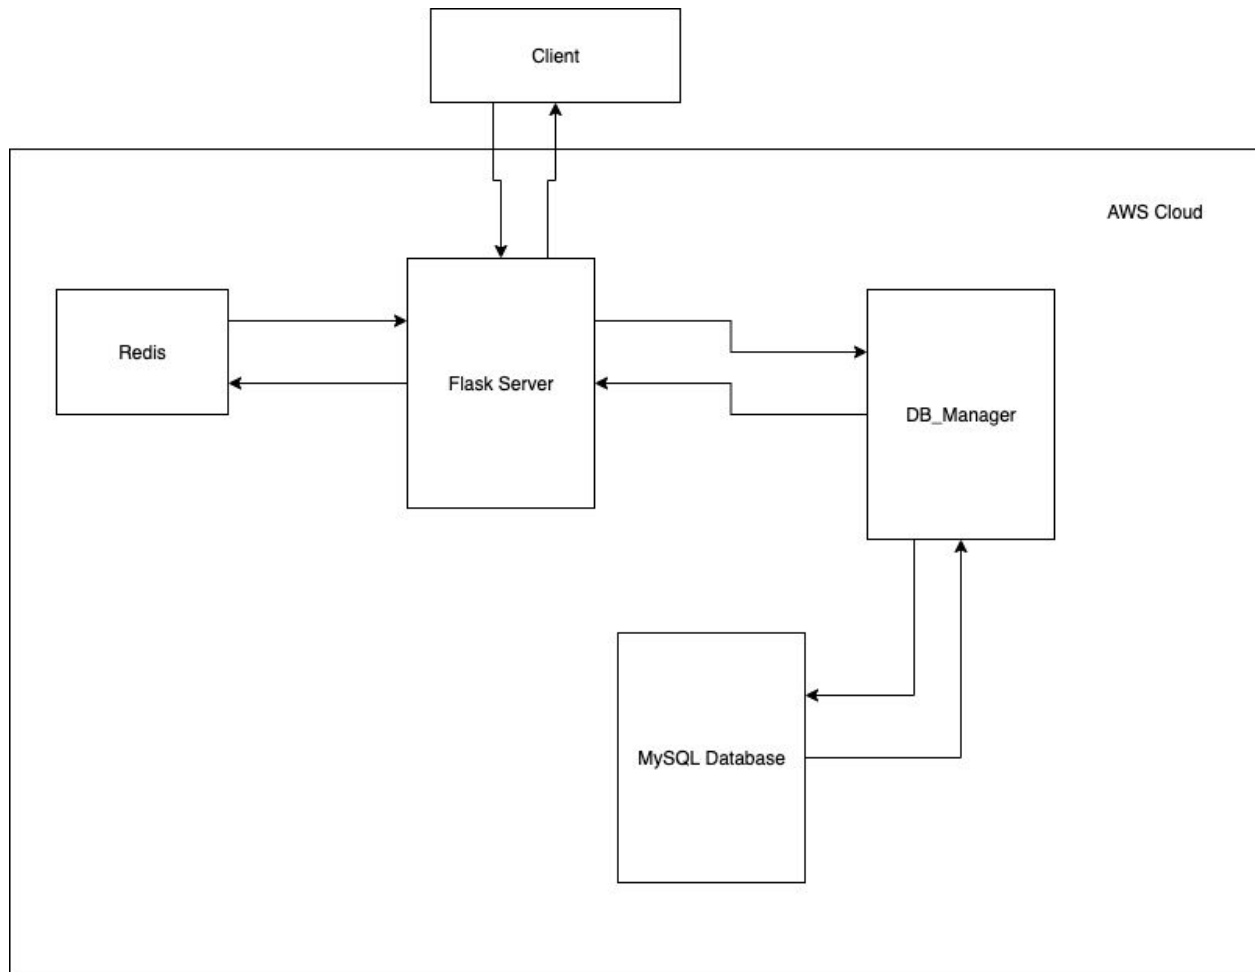 Client
AWS Cloud
Redis
Flask Server
DB_Manager
MySQL Database